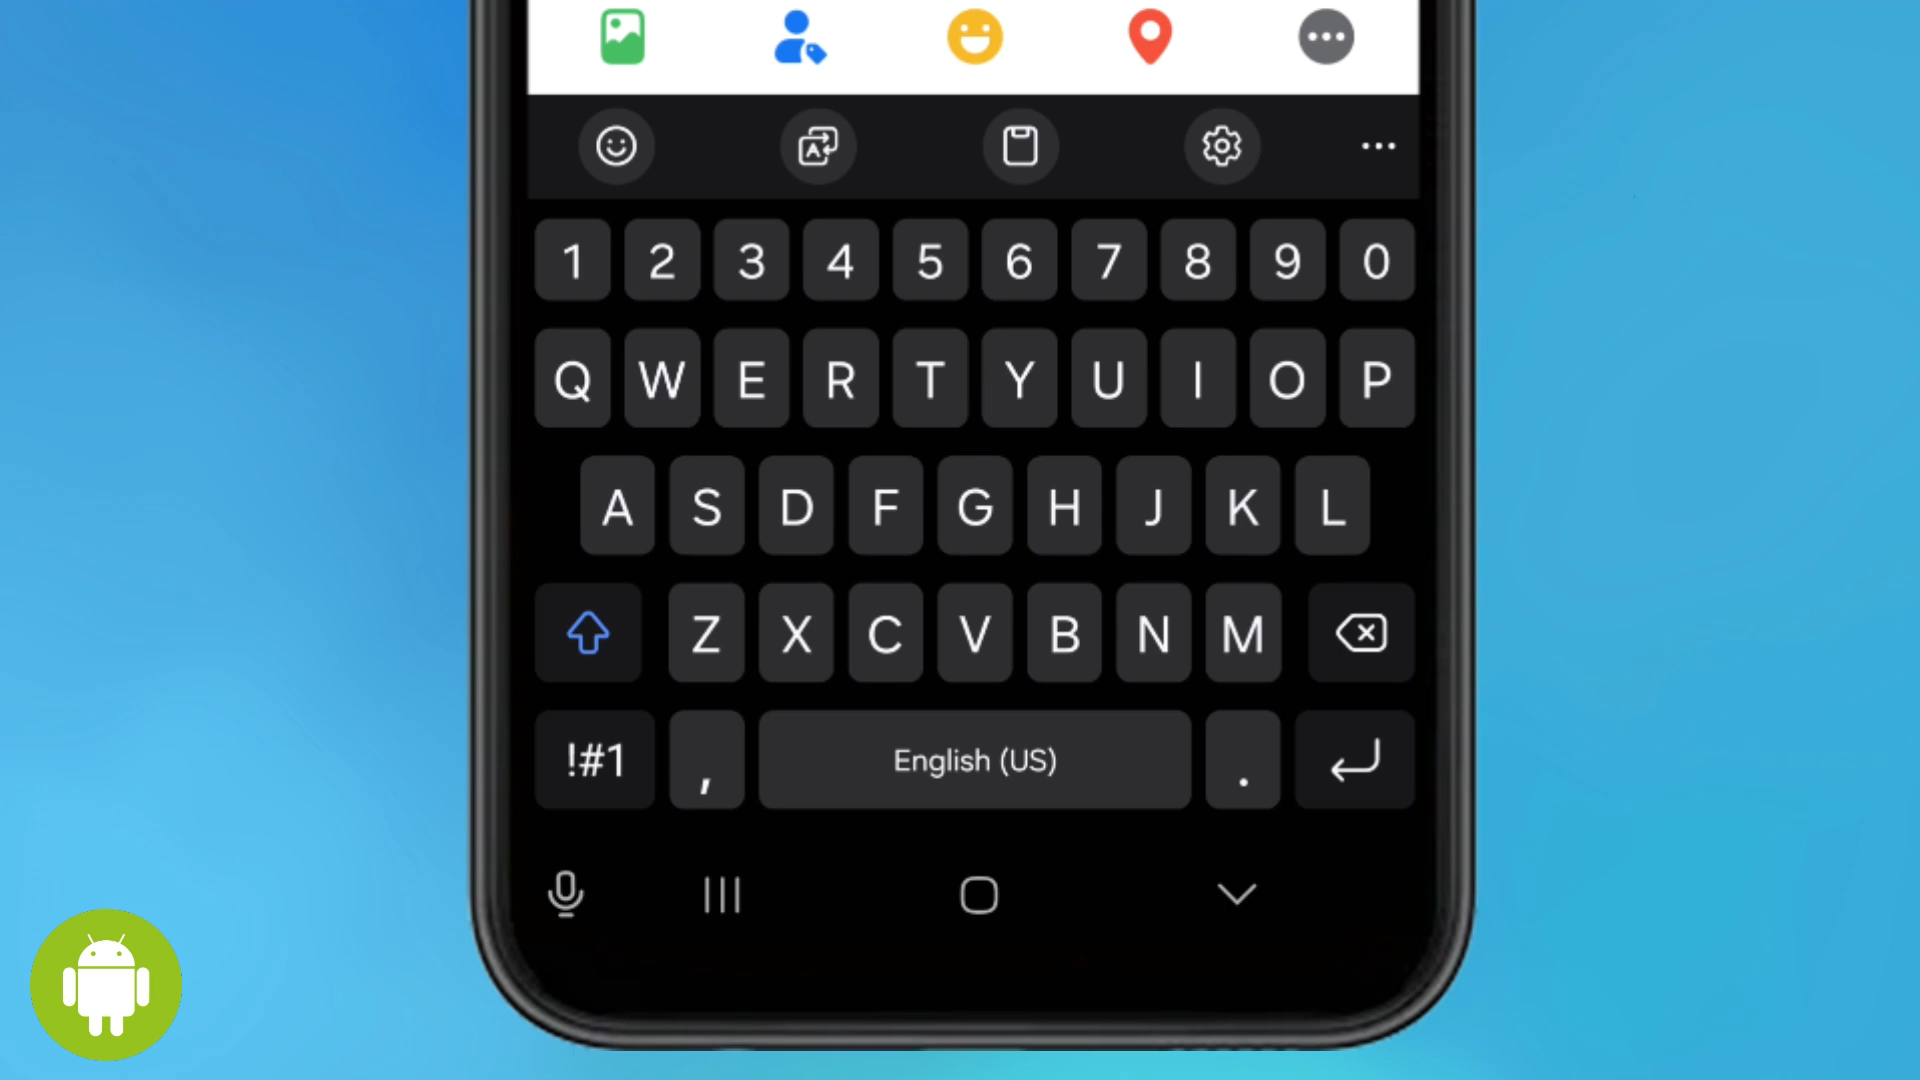 1 2 3 4 5 6 7 8 9 0
Q W E R T Y U I O P
A S D F G H J K L
Z X C V B N M
!#1 , English (US) .